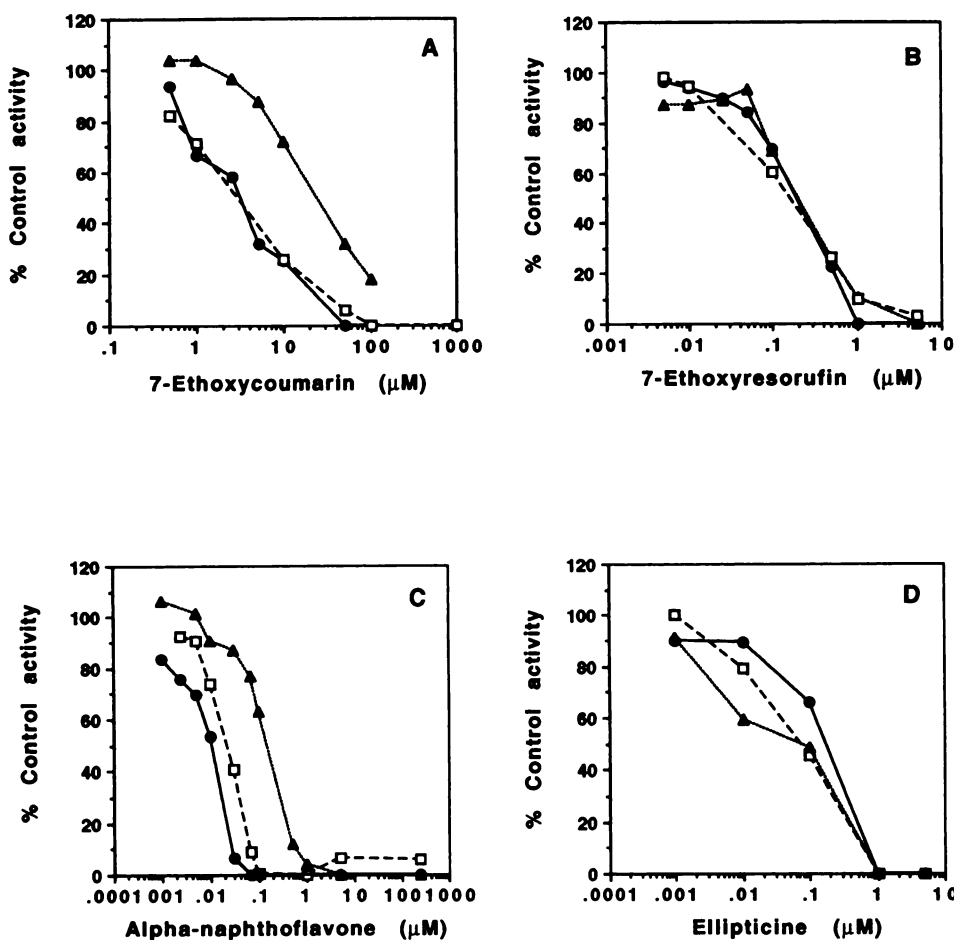 A
% Control activity
120
100
80
60
40
20
0
.1 1 10 100 1000
7-Ethoxycoumarin (μM)
B
% Control activity
120
100
80
60
40
20
0
.001 .1 1 10
7-Ethoxyresorufin (μM)
C
% Control activity
120
100
80
60
40
20
0
.0001 .01 .1 1 10 100 1000
Alpha-naphthoflavone (μM)
D
% Control activity
120
100
80
60
40
20
0
.0001 .001 .01 .1 1 10
Ellipticine (μM)